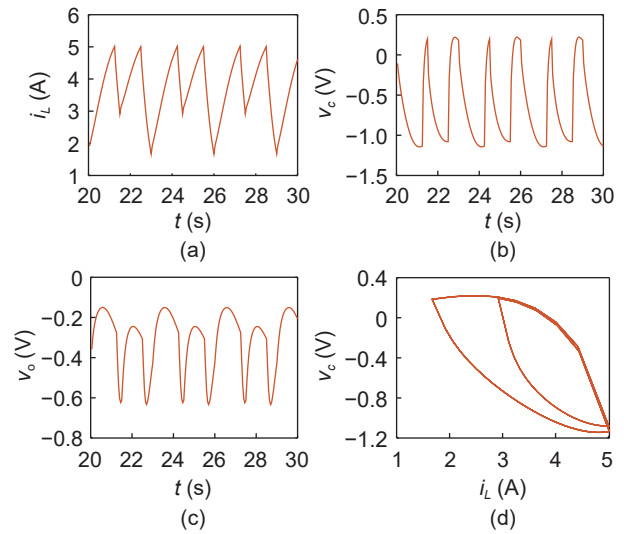 6
5
4
3
2
1
i_L (A)
20 22 24 26 28 30
t (s)
(a)
0.5
0
−0.5
−1.0
−1.5
v_c (V)
20 22 24 26 28 30
t (s)
(b)
0
−0.2
−0.4
−0.6
−0.8
v_o (V)
20 22 24 26 28 30
t (s)
(c)
0.4
0
−0.4
−0.8
−1.2
v_c (V)
1 2 3 4 5
i_L (A)
(d)